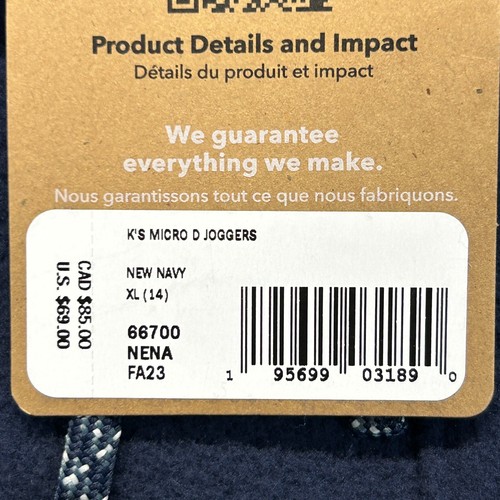 Product Details and Impact
Détails du produit et impact
We guarantee
everything we make.
Nous garantissons tout ce que nous fabriquons.
K'S MICRO D JOGGERS
NEW NAVY
XL (14)
66700
NENA
FA23
CAD $85.00
U.S. $69.00
1 95699 03189 0